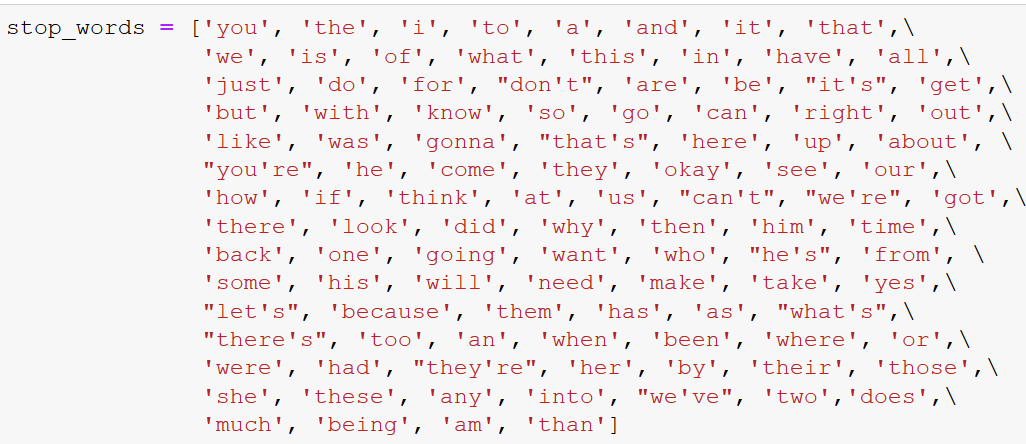 stop_words = ['you', 'the', 'i', 'to', 'a', 'and', 'it', 'that',\
'we', 'is', 'of', 'what', 'this', 'in', 'have', 'all',\
'just', 'do', 'for', "don't", 'are', 'be', "it's", 'get',\
'but', 'with', 'know', 'so', 'go', 'can', 'right', 'out',\
'like', 'was', 'gonna', "that's", 'here', 'up', 'about', \
"you're", 'he', 'come', 'they', 'okay', 'see', 'our',\
'how', 'if', 'think', 'at', 'us', "can't", "we're", 'got',\
'there', 'look', 'did', 'why', 'then', 'him', 'time',\
'back', 'one', 'going', 'want', 'who', "he's", 'from', \
'some', 'his', 'will', 'need', 'make', 'take', 'yes',\
"let's", 'because', 'them', 'has', 'as', "what's",\
"there's", 'too', 'an', 'when', 'been', 'where', 'or',\
'were', 'had', "they're", 'her', 'by', 'their', 'those',\
'she', 'these', 'any', 'into', "we've", 'two','does',\
'much', 'being', 'am', 'than']